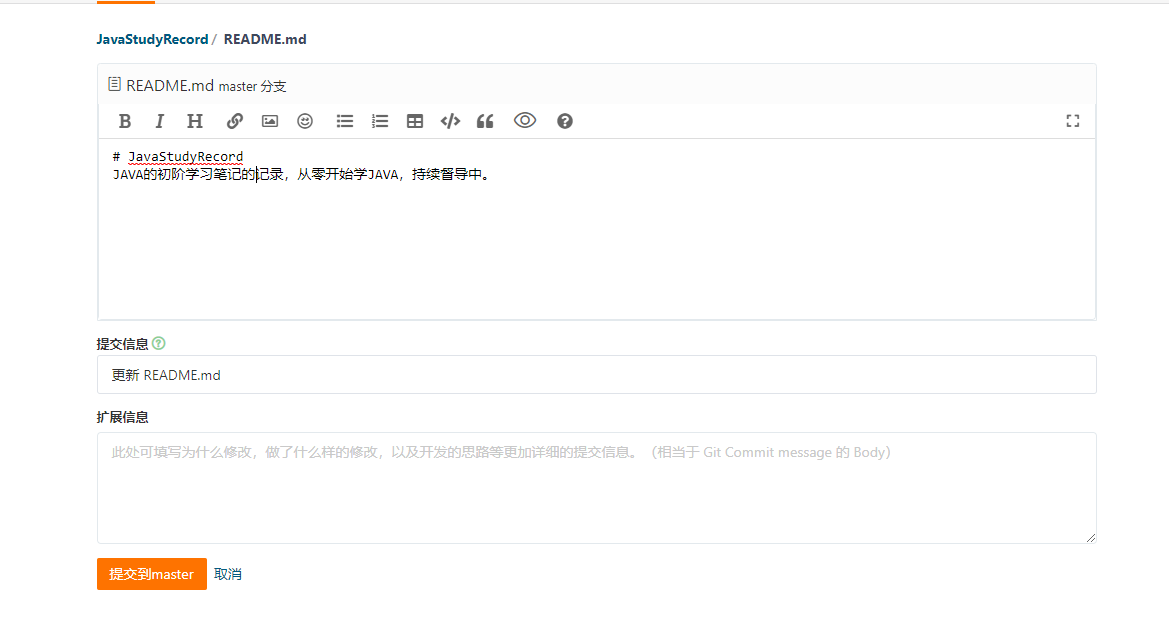 JavaStudyRecord / README.md
README.md master 分支
B I H
# JavaStudyRecord
JAVA的初阶学习笔记的记录，从零开始学JAVA，持续督导中。
提交信息
更新 README.md
扩展信息
此处可填写为什么修改，做了什么样的修改，以及开发的思路等更加详细的提交信息。（相当于 Git Commit message 的 Body）
提交到master 取消